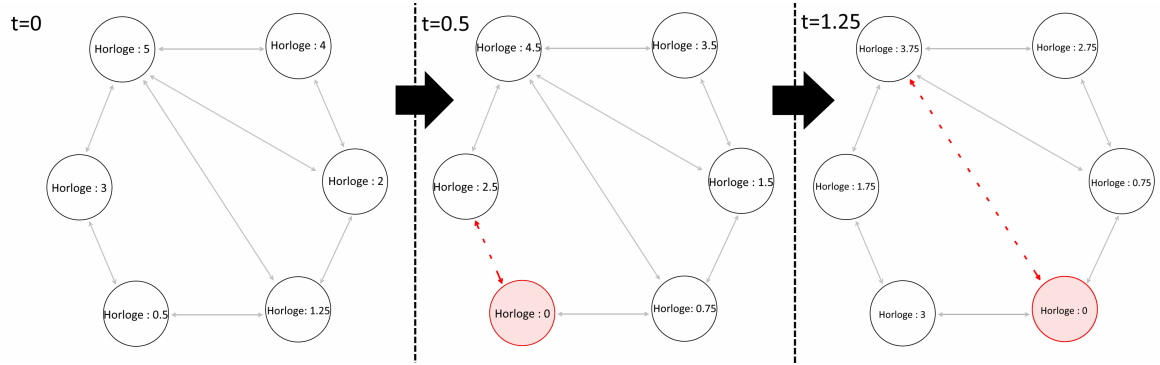 t=0
Horloge : 5
Horloge : 4
Horloge : 3
Horloge : 2
Horloge : 0.5
Horloge: 1.25
t=0.5
Horloge : 4.5
Horloge : 3.5
Horloge : 2.5
Horloge : 1.5
Horloge : 0
Horloge: 0.75
t=1.25
Horloge : 3.75
Horloge : 2.75
Horloge : 1.75
Horloge : 0.75
Horloge : 3
Horloge : 0